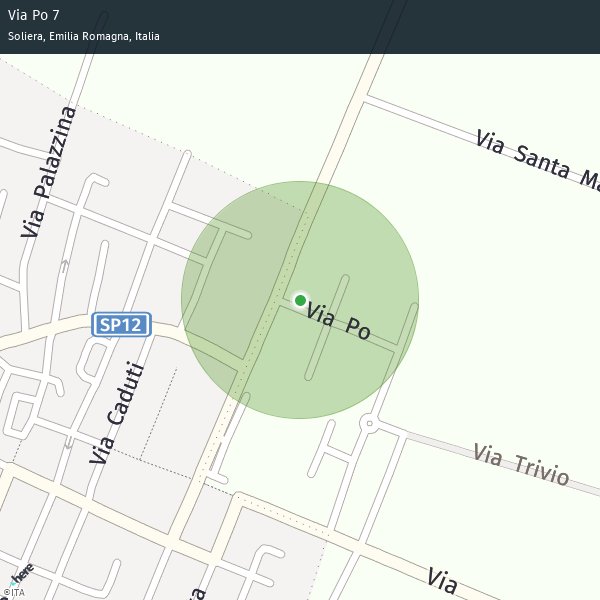 Via Po 7
Soliera, Emilia Romagna, Italia
Via Palazzina
Via Santa Ma
Via Po
SP12
Via Caduti
Via Trivio
Via
here
©ITA